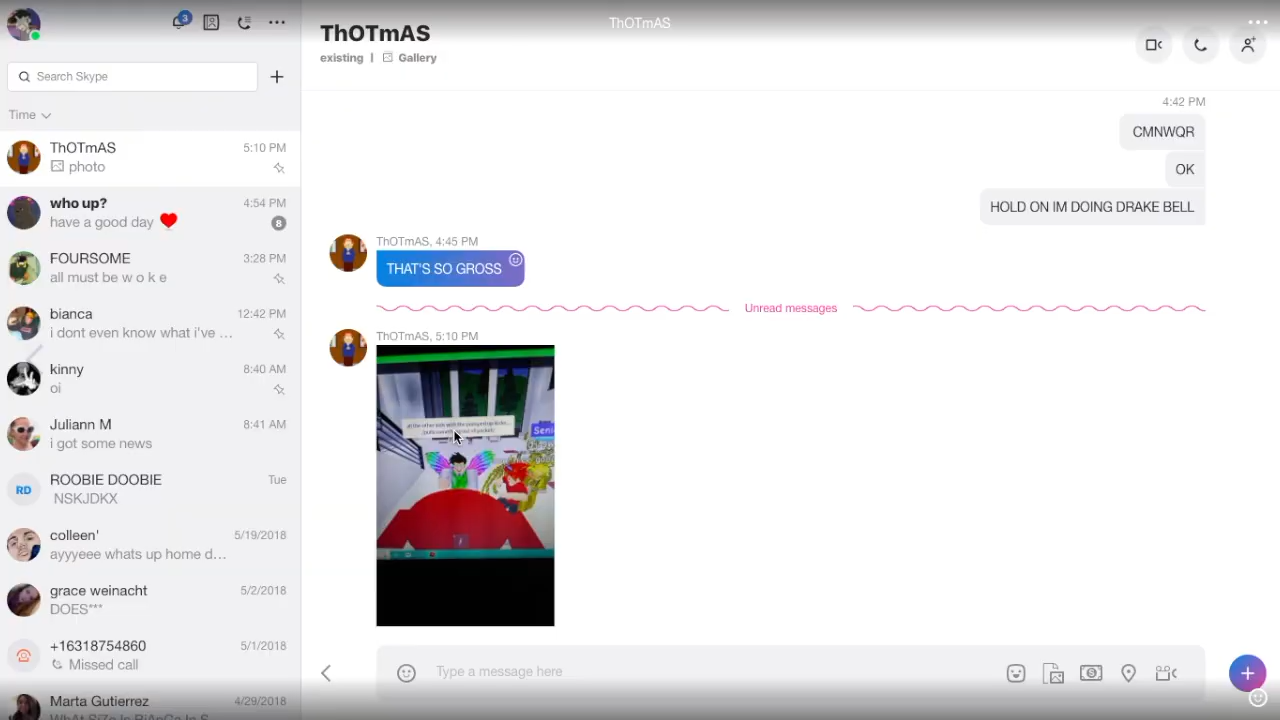 3
Search Skype
Time
ThOTmAS 5:10 PM
photo
who up? 4:54 PM
have a good day 8
FOURSOME 3:28 PM
all must be w o k e
bianca 12:42 PM
i dont even know what i've …
kinny 8:40 AM
oi
Juliann M 8:41 AM
i got some news
RD ROOBIE DOOBIE Tue
NSKJDKX
colleen' 5/19/2018
ayyyeee whats up home d…
grace weinacht 5/2/2018
DOES***
+16318754860 5/1/2018
Missed call
Marta Gutierrez 4/29/2018
ThOTmAS
ThOTmAS
existing | Gallery
4:42 PM
CMNWQR
OK
HOLD ON IM DOING DRAKE BELL
ThOTmAS, 4:45 PM
THAT'S SO GROSS
Unread messages
ThOTmAS, 5:10 PM
Type a message here